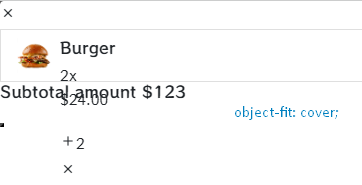 ×
Burger
2x
Subtotal amount $123
$24.00
object-fit: cover;
+ 2
×